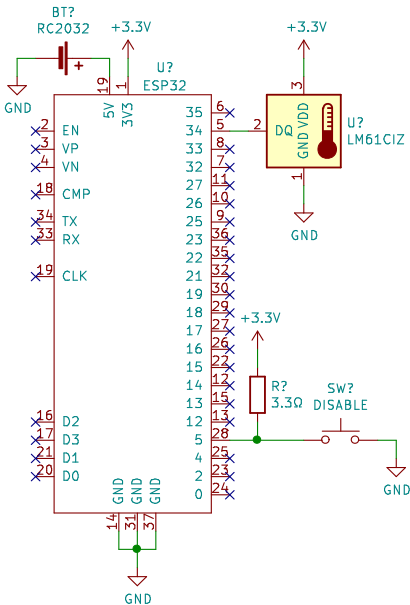 BT?
RC2032
+3.3V
+3.3V
GND
+
19
1
U?
ESP32
5V
3V3
35 6
34 5
33 8
32 7
27 11
26 10
25 9
23 36
22 35
21 32
19 30
18 29
17 27
16 26
15 22
14 12
13 15
12 13
5 28
4 25
2 23
0 24
2 EN
3 VP
4 VN
18 CMP
34 TX
33 RX
19 CLK
16 D2
17 D3
21 D1
20 D0
GND
GND
GND
14
31
37
GND
3
2
DQ
VDD
GND
1
U?
LM61CIZ
GND
+3.3V
R?
3.3Ω
SW?
DISABLE
GND